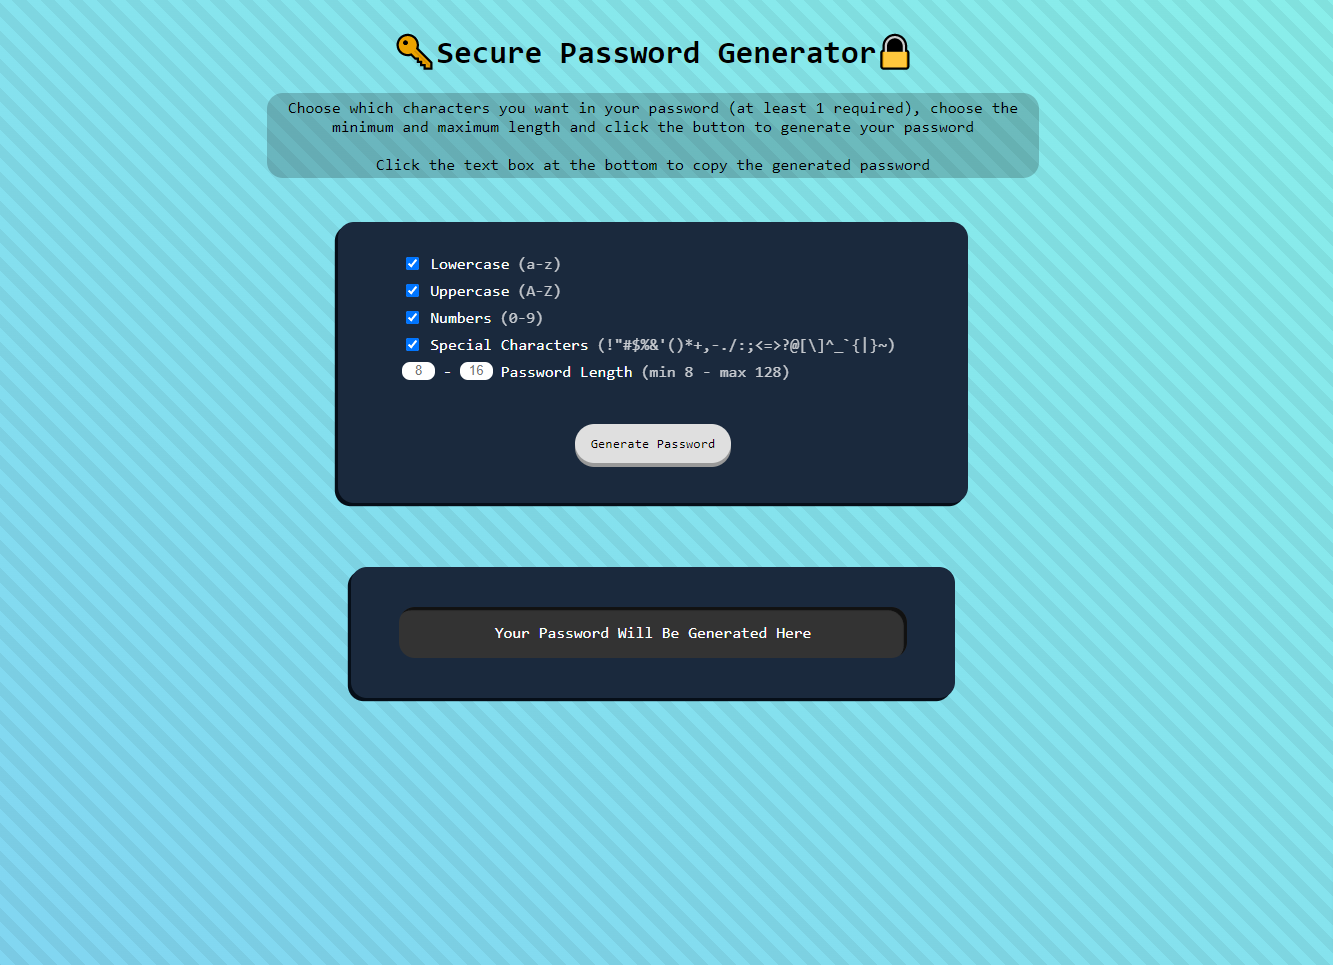 Secure Password Generator
Choose which characters you want in your password (at least 1 required), choose the
minimum and maximum length and click the button to generate your password
Click the text box at the bottom to copy the generated password
Lowercase (a-z)
Uppercase (A-Z)
Numbers (0-9)
Special Characters (!"#$%&'()*+,-./:;<=>?@[\]^_`{|}~)
8 - 16 Password Length (min 8 - max 128)
Generate Password
Your Password Will Be Generated Here